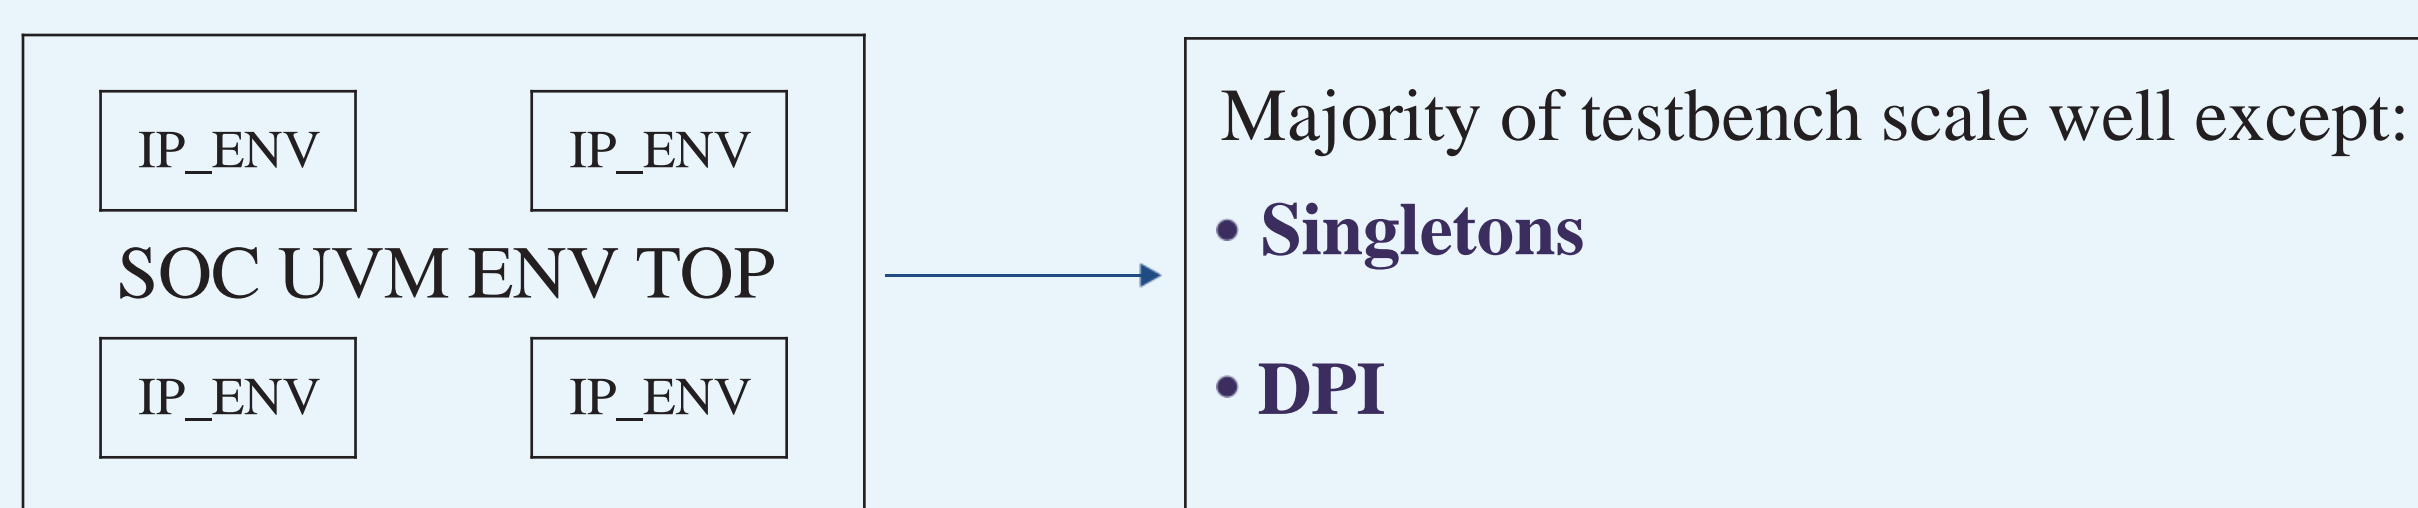 IP_ENV IP_ENV
SOC UVM ENV TOP
IP_ENV IP_ENV
Majority of testbench scale well except:
• Singletons
• DPI